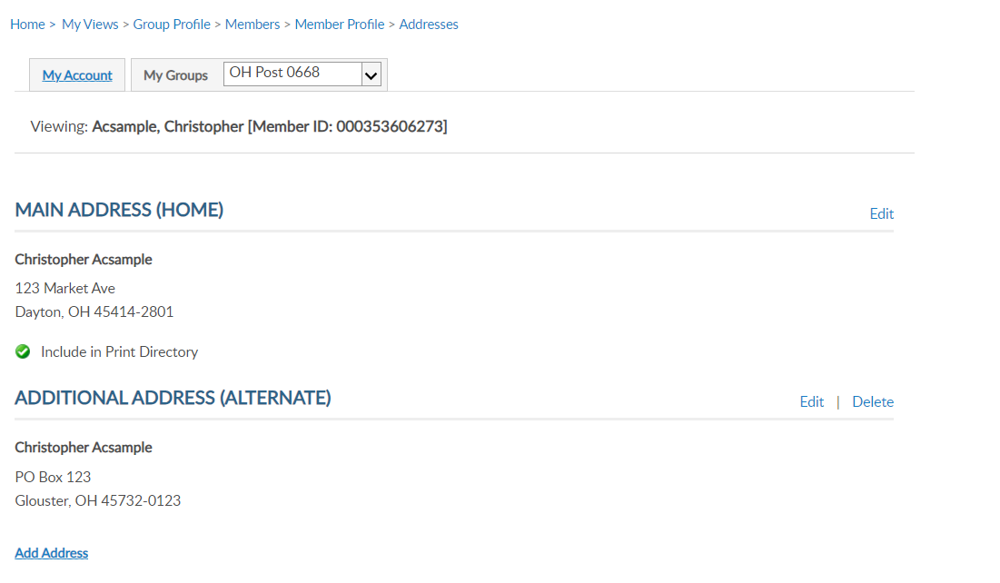 Home > My Views > Group Profile > Members > Member Profile > Addresses
My Account My Groups OH Post 0668
Viewing: Acsample, Christopher [Member ID: 000353606273]
MAIN ADDRESS (HOME) Edit
Christopher Acsample
123 Market Ave
Dayton, OH 45414-2801
Include in Print Directory
ADDITIONAL ADDRESS (ALTERNATE) Edit | Delete
Christopher Acsample
PO Box 123
Glouster, OH 45732-0123
Add Address